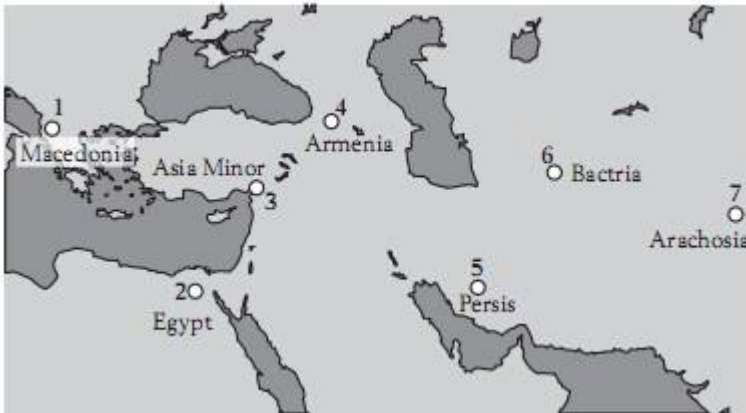 1
Macedonia
4
Armenia
Asia Minor
3
6
Bactria
7
Arachosia
2
Egypt
5
Persis